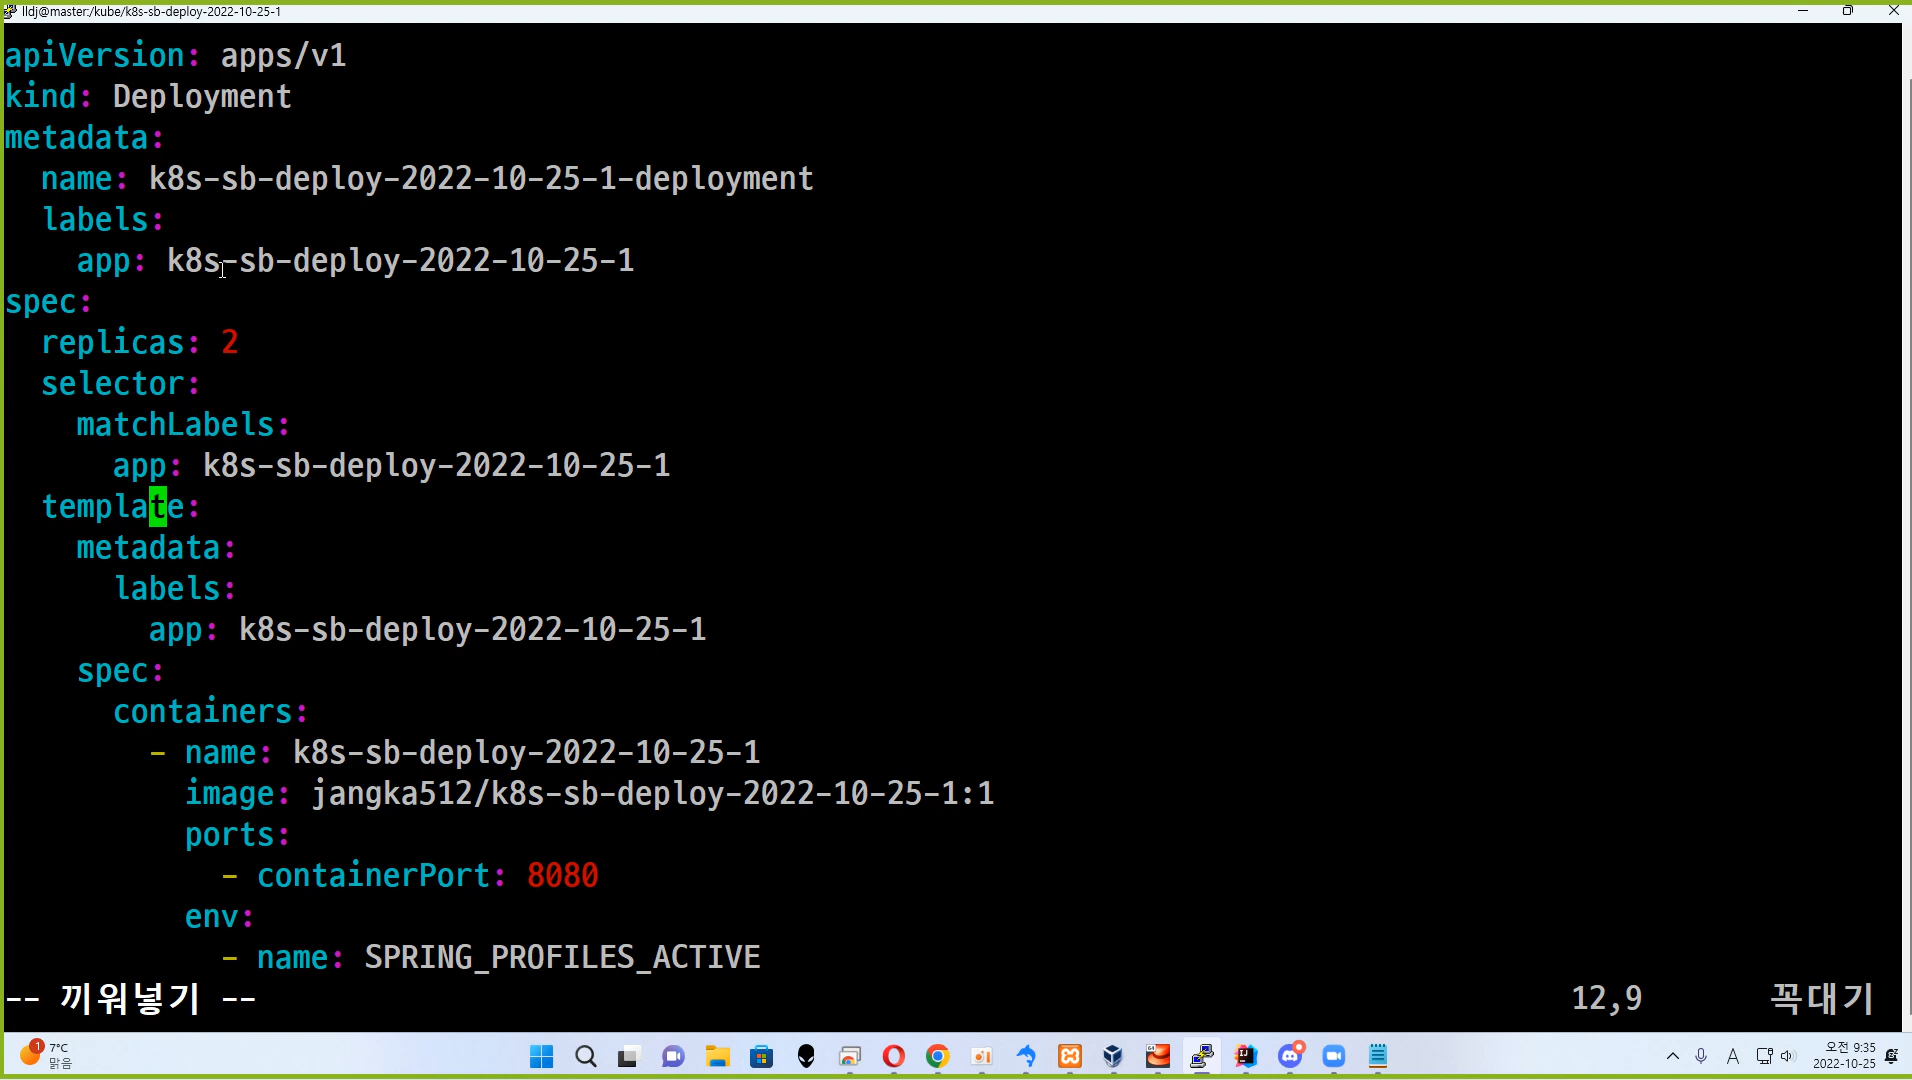 lldj@master:/kube/k8s-sb-deploy-2022-10-25-1
apiVersion: apps/v1
kind: Deployment
metadata:
  name: k8s-sb-deploy-2022-10-25-1-deployment
  labels:
    app: k8s-sb-deploy-2022-10-25-1
spec:
  replicas: 2
  selector:
    matchLabels:
      app: k8s-sb-deploy-2022-10-25-1
  template:
    metadata:
      labels:
        app: k8s-sb-deploy-2022-10-25-1
    spec:
      containers:
        - name: k8s-sb-deploy-2022-10-25-1
          image: jangka512/k8s-sb-deploy-2022-10-25-1:1
          ports:
            - containerPort: 8080
          env:
            - name: SPRING_PROFILES_ACTIVE
-- 끼워넣기 -- 12,9 꼭대기
1 7°C
맑음
A 오전 9:35
2022-10-25